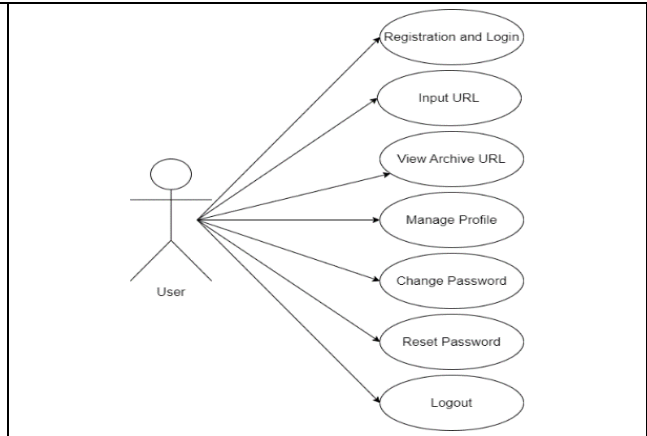 Registration and Login
Input URL
View Archive URL
Manage Profile
Change Password
User
Reset Password
Logout